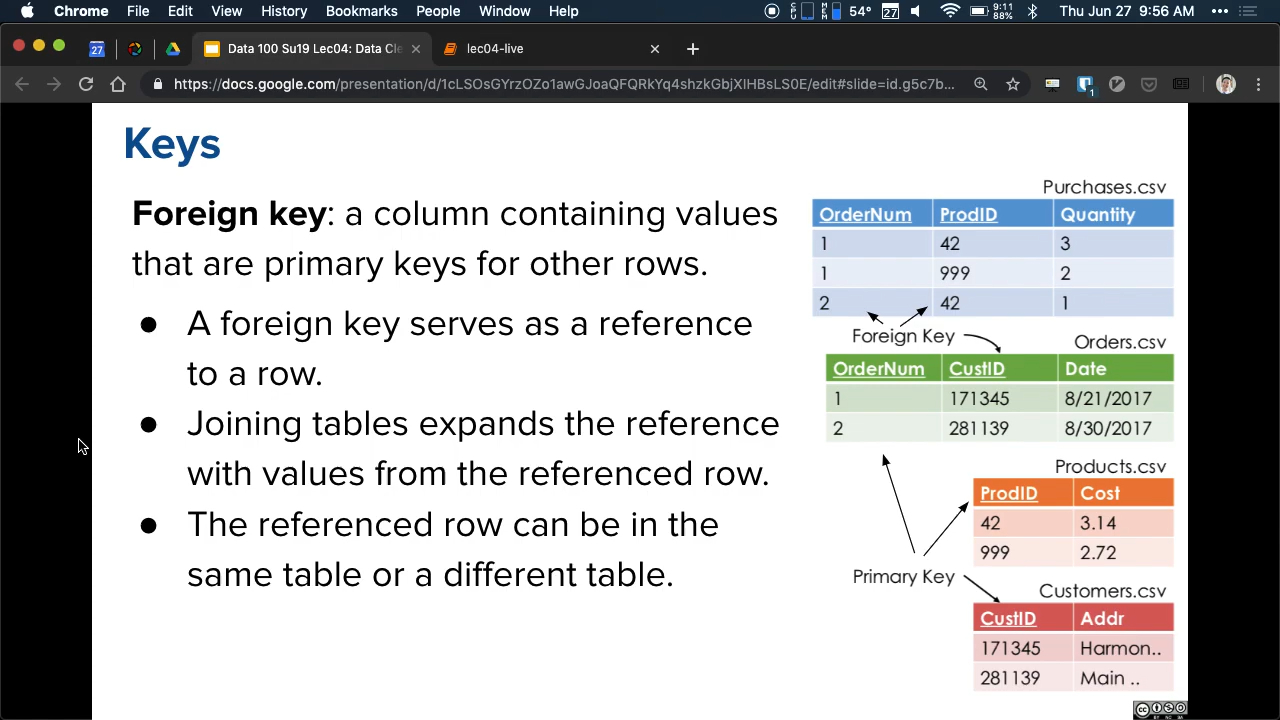 Chrome File Edit View History Bookmarks People Window Help 54° 27 9:11 88% Thu Jun 27 9:56 AM
27 Data 100 Su19 Lec04: Data Cle lec04-live
https://docs.google.com/presentation/d/1cLSOsGYrzOZo1awGJoaQFQRkYq4shzkGbjXIHBsLS0E/edit#slide=id.g5c7b... 1
Keys
Foreign key: a column containing values
that are primary keys for other rows.
● A foreign key serves as a reference
to a row.
● Joining tables expands the reference
with values from the referenced row.
● The referenced row can be in the
same table or a different table.
Purchases.csv
OrderNum ProdID Quantity
1 42 3
1 999 2
2 42 1
Foreign Key
Orders.csv
OrderNum CustID Date
1 171345 8/21/2017
2 281139 8/30/2017
Products.csv
ProdID Cost
42 3.14
999 2.72
Primary Key
Customers.csv
CustID Addr
171345 Harmon..
281139 Main ..